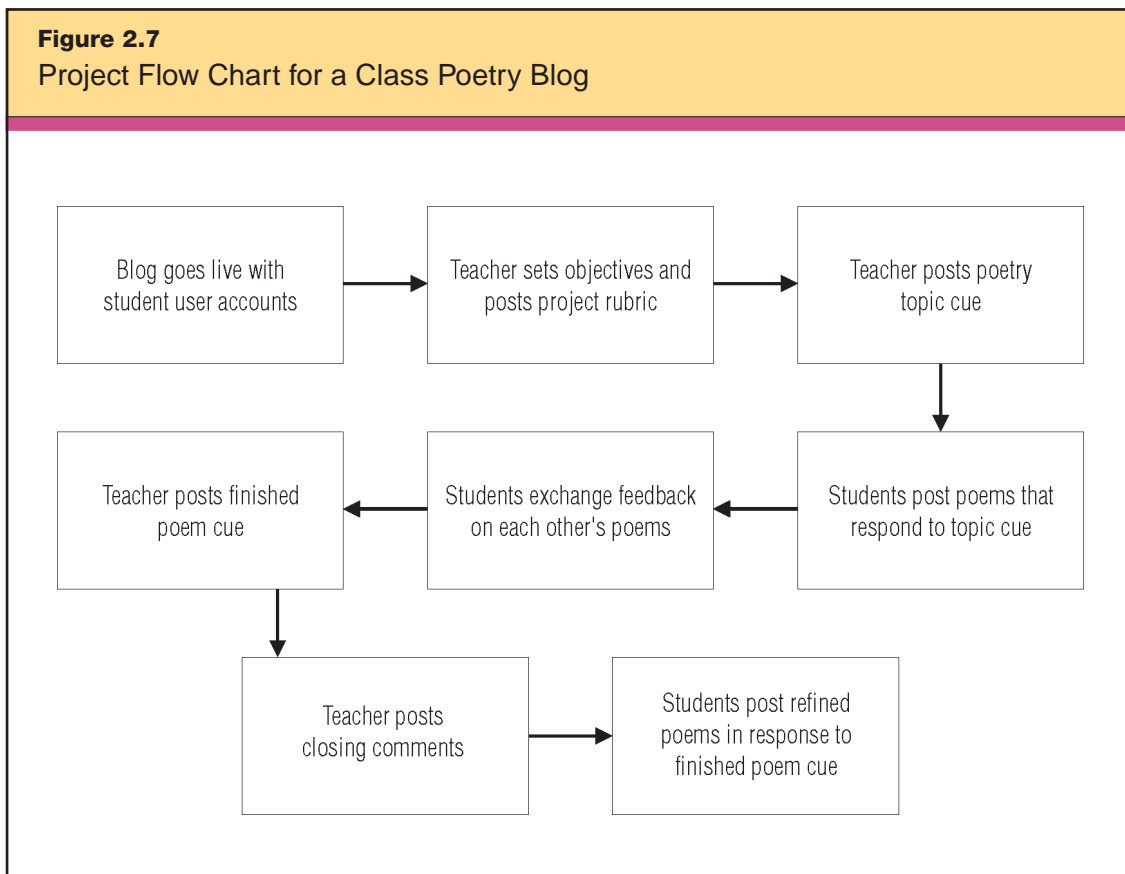 Figure 2.7
Project Flow Chart for a Class Poetry Blog
Blog goes live with
student user accounts
Teacher sets objectives and
posts project rubric
Teacher posts poetry
topic cue
Students post poems that
respond to topic cue
Students exchange feedback
on each other's poems
Teacher posts finished
poem cue
Teacher posts
closing comments
Students post refined
poems in response to
finished poem cue